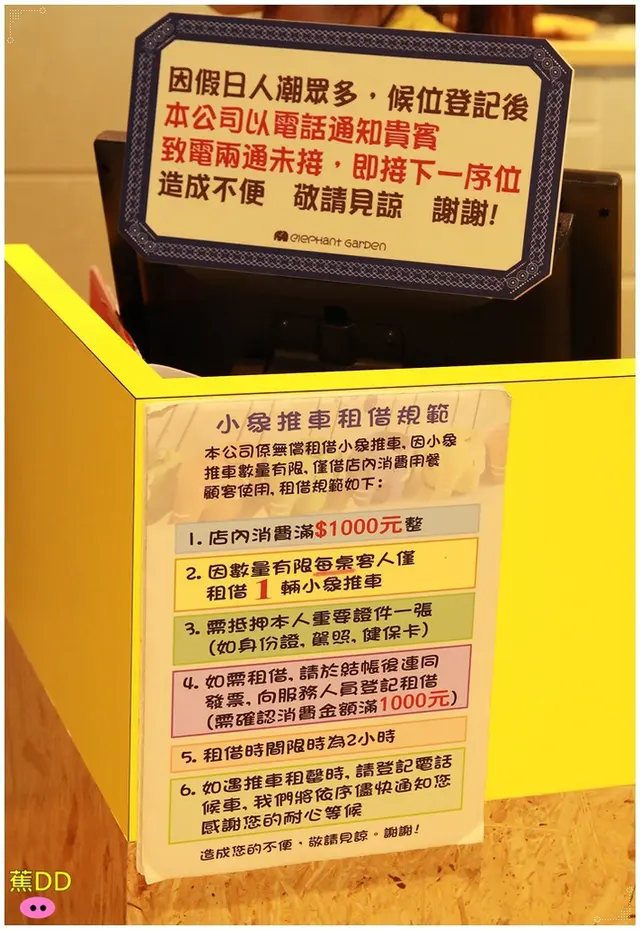 因假日人潮眾多，候位登記後
本公司以電話通知貴賓
致電兩通未接，即接下一序位
造成不便 敬請見諒 謝謝!
elephant Garden
小象推車租借規範
本公司係無償租借小象推車,因小象
推車數量有限,僅借店內消費用餐
顧客使用,租借規範如下:
1. 店內消費滿$1000元整
2. 因數量有限每桌客人僅
租借 1 輛小象推車
3. 需抵押本人重要證件一張
(如身份證,駕照,健保卡)
4. 如需租借,請於結帳後連同
發票,向服務人員登記租借
(需確認消費金額滿1000元)
5. 租借時間限時為2小時
6. 如遇推車租罄時,請登記電話
候車,我們將依序儘快通知您
感謝您的耐心等候
造成您的不便,敬請見諒。謝謝!
蕉DD